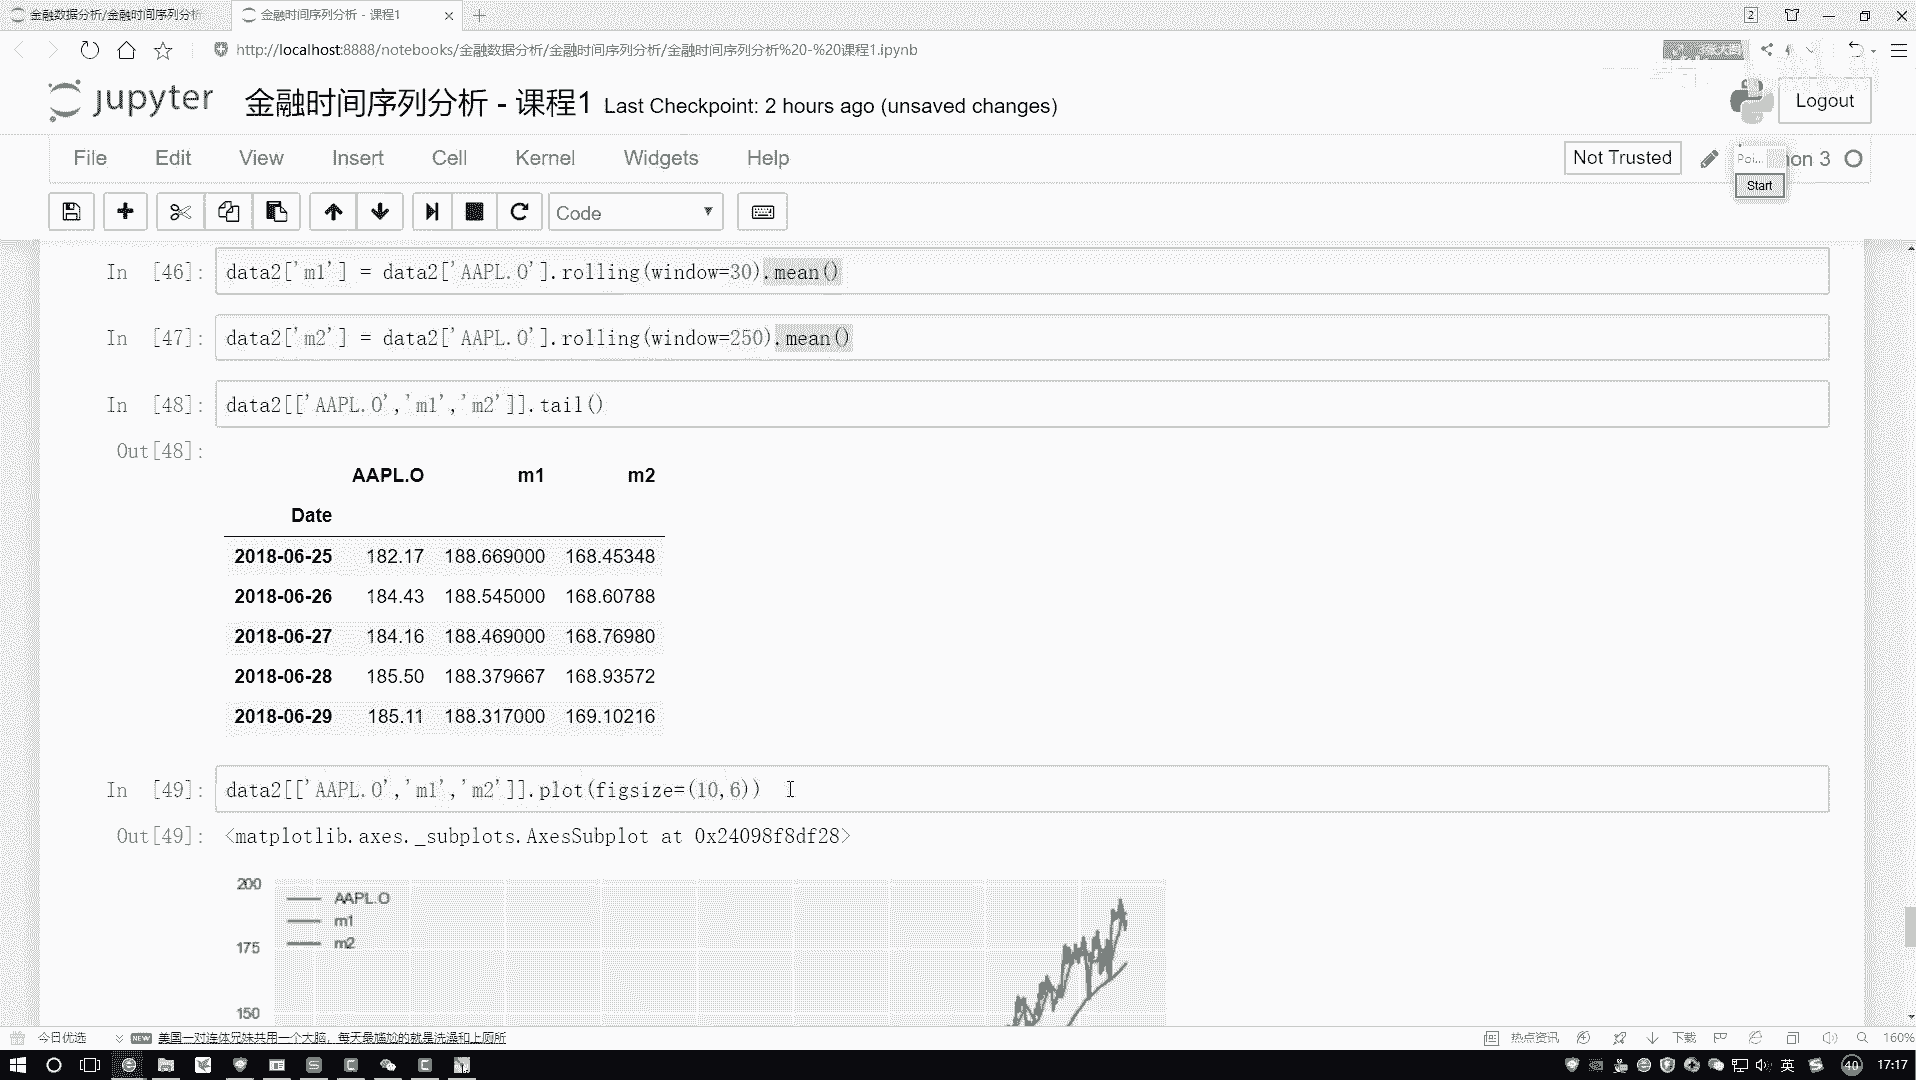 金融数据分析/金融时间序列分析
金融时间序列分析 - 课程1
2
http://localhost:8888/notebooks/金融数据分析/金融时间序列分析/金融时间序列分析%20-%20课程1.ipynb
jupyter 金融时间序列分析 - 课程1 Last Checkpoint: 2 hours ago (unsaved changes)
Logout
File Edit View Insert Cell Kernel Widgets Help
Not Trusted
Poi... hon 3
Start
Code
In [46]: data2['m1'] = data2['AAPL.O'].rolling(window=30).mean()
In [47]: data2['m2'] = data2['AAPL.O'].rolling(window=250).mean()
In [48]: data2[['AAPL.O','m1','m2']].tail()
Out[48]:
AAPL.O m1 m2
Date
2018-06-25 182.17 188.669000 168.45348
2018-06-26 184.43 188.545000 168.60788
2018-06-27 184.16 188.469000 168.76980
2018-06-28 185.50 188.379667 168.93572
2018-06-29 185.11 188.317000 169.10216
In [49]: data2[['AAPL.O','m1','m2']].plot(figsize=(10,6))
Out[49]: <matplotlib.axes._subplots.AxesSubplot at 0x24098f8df28>
200
AAPL.O
m1
m2
175
150
今日优选 NEW 美国一对连体兄妹共用一个大脑，每天最尴尬的就是洗澡和上厕所
热点资讯 下载 160%
英 40 17:17